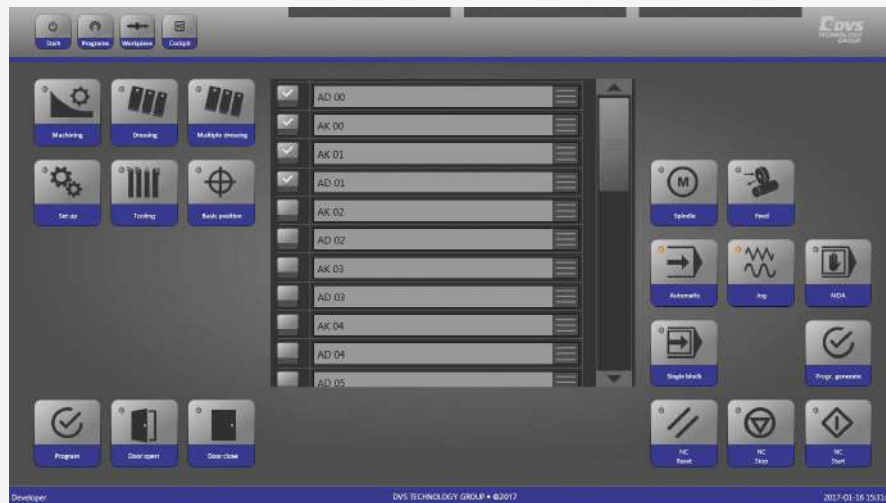 Start
Programs
Workpiece
Cockpit
DVS
TECHNOLOGY
GROUP
Machining
Dressing
Multiple dressing
Set up
Tooling
Basic position
AD 00
AK 00
AK 01
AD 01
AK 02
AD 02
AK 03
AD 03
AK 04
AD 04
AD 05
M
Spindle
Feed
Automatic
Jog
MDA
Single block
Progr. generate
Program
Door open
Door close
NC
Reset
NC
Stop
NC
Start
Developer
DVS TECHNOLOGY GROUP • ©2017
2017-01-16 15:31